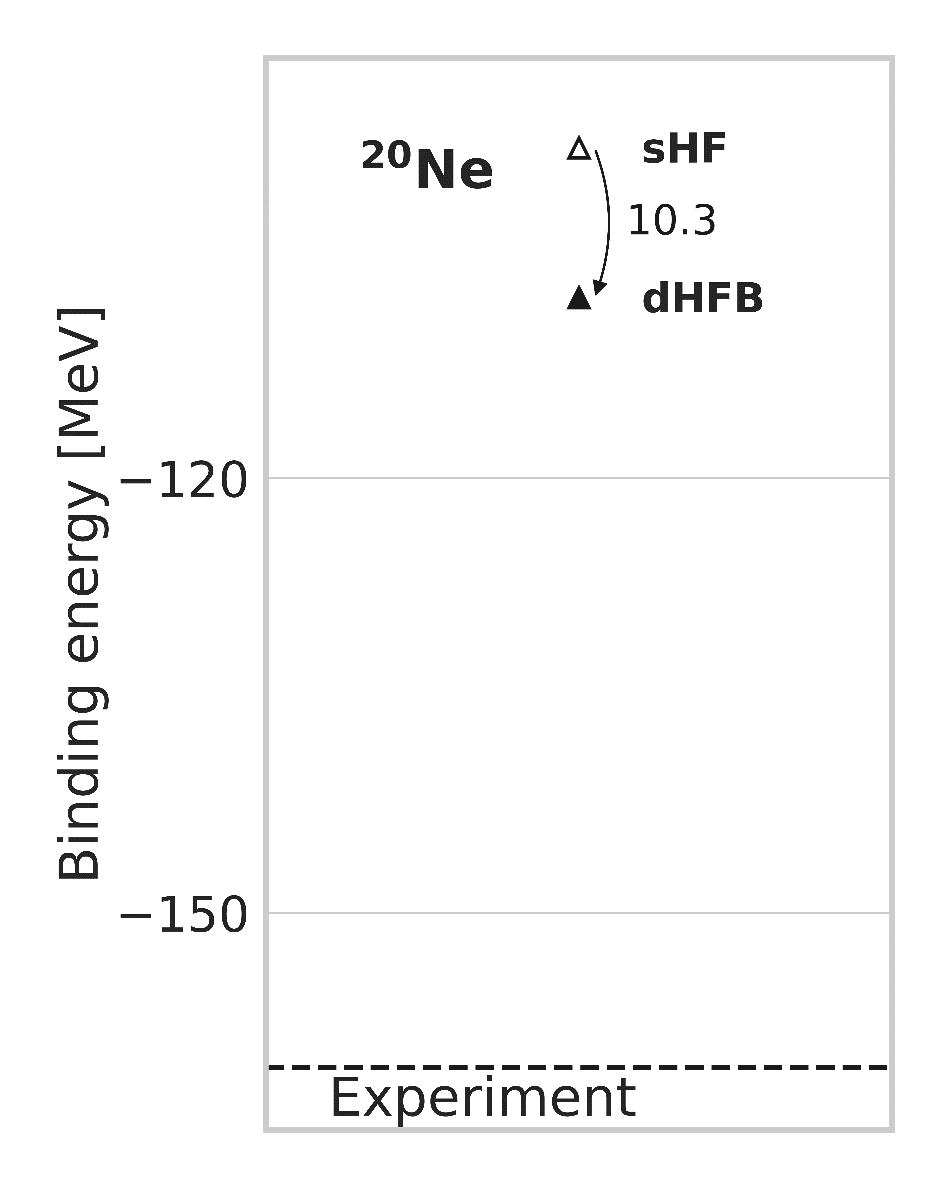 ²⁰Ne
sHF
10.3
dHFB
Binding energy [MeV]
−120
−150
Experiment